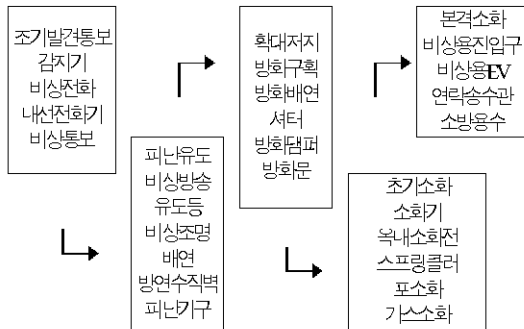 조기발견통보
감지기
비상전화
내선전화기
비상통보
피난유도
비상방송
유도등
비상조명
배연
방연수직벽
피난기구
확대저지
방화구획
방화배연
셔터
방화댐퍼
방화문
초기소화
소화기
옥내소화전
스프링클러
포소화
가스소화
본격소화
비상용진입구
비상용EV
연락송수관
소방용수